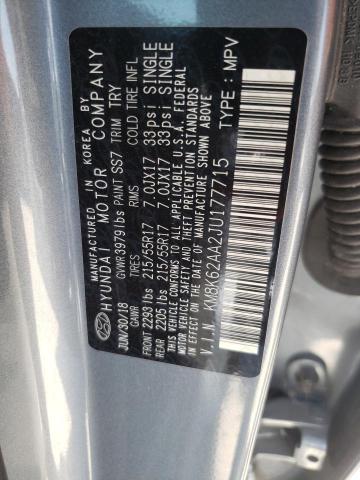 MANUFACTURED IN KOREA BY
HYUNDAI MOTOR COMPANY
JUN/30/18 GVWR 3979 lbs PAINT SS7 TRIM TRY
GAWR TIRES RIMS COLD TIRE INFL
FRONT 2293 lbs 215/55R17 7.0JX17 33psi SINGLE
REAR 2205 lbs 215/55R17 7.0JX17 33psi SINGLE
THIS VEHICLE CONFORMS TO ALL APPLICABLE U.S.A. FEDERAL
MOTOR VEHICLE SAFETY AND THEFT PREVENTION STANDARDS IN
EFFECT ON THE DATE OF MANUFACTURE SHOWN ABOVE.
V.I.N. KM8K62AA2JU177715 TYPE: MPV